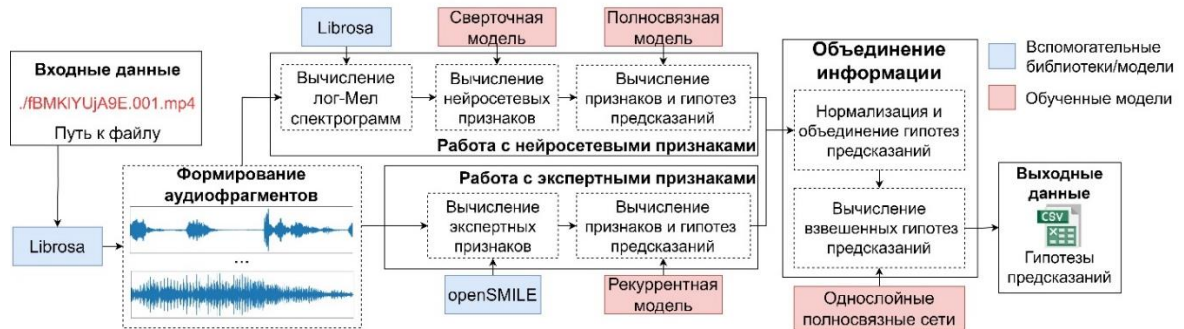 Входные данные
./fBMKlYUjA9E.001.mp4
Путь к файлу
Librosa
Формирование
аудиофрагментов
...
Librosa
Вычисление
лог-Мел
спектрограмм
Сверточная
модель
Вычисление
нейросетевых
признаков
Полносвязная
модель
Вычисление
признаков и гипотез
предсказаний
Работа с нейросетевыми признаками
Работа с экспертными признаками
Вычисление
экспертных
признаков
openSMILE
Вычисление
признаков и гипотез
предсказаний
Рекуррентная
модель
Объединение
информации
Нормализация и
объединение гипотез
предсказаний
Вычисление
взвешенных гипотез
предсказаний
Однослойные
полносвязные сети
Выходные
данные
CSV
Гипотезы
предсказаний
Вспомогательные
библиотеки/модели
Обученные модели